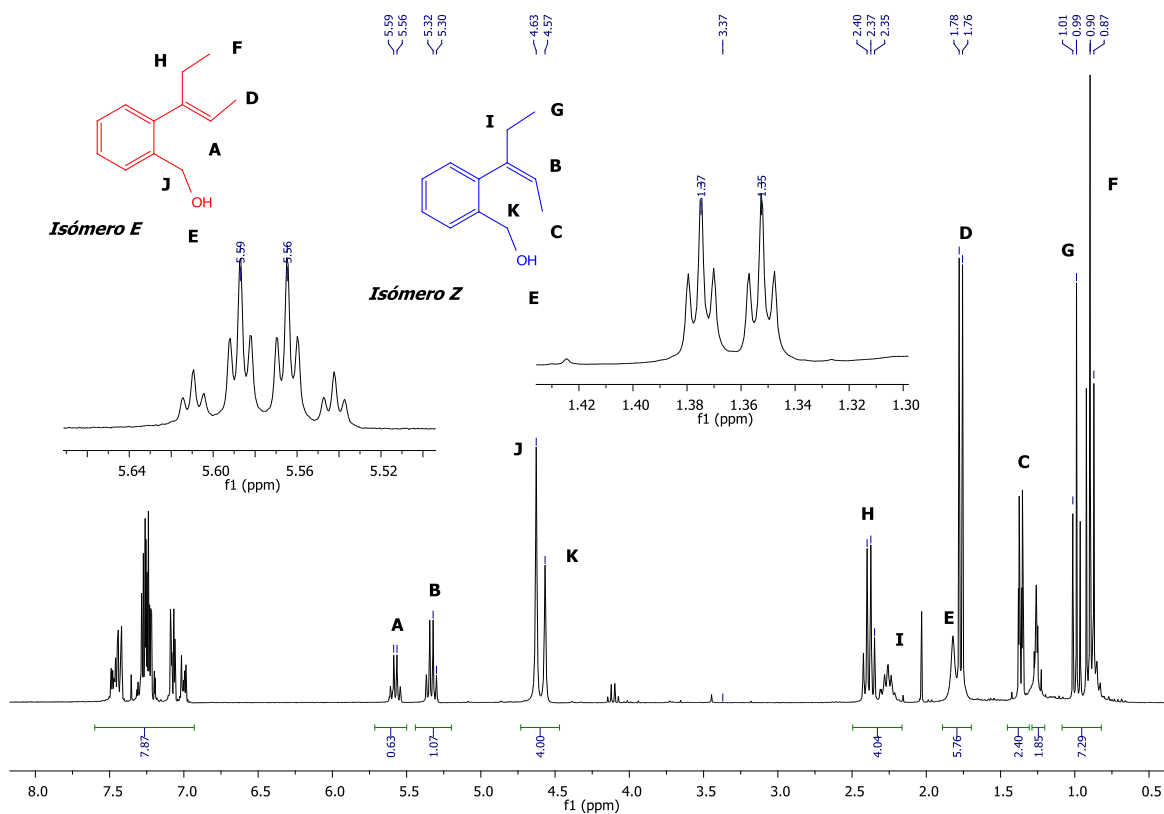 5.59 5.56 5.32 5.30 4.63 4.57 3.37 2.40 2.37 2.35 1.78 1.76 1.01 0.99 0.90 0.87
H F
D
A
J
OH
Isómero E
I G
B
K
C
OH
Isómero Z
E
5.59 5.56
5.64 5.60 5.56 5.52
f1 (ppm)
E
1.37 1.35
1.42 1.40 1.38 1.36 1.34 1.32 1.30
f1 (ppm)
A B J K H I E D C G F
7.87 0.63 1.07 4.00 4.04 5.76 2.40 1.85 7.29
8.0 7.5 7.0 6.5 6.0 5.5 5.0 4.5 4.0 3.5 3.0 2.5 2.0 1.5 1.0 0.5
f1 (ppm)